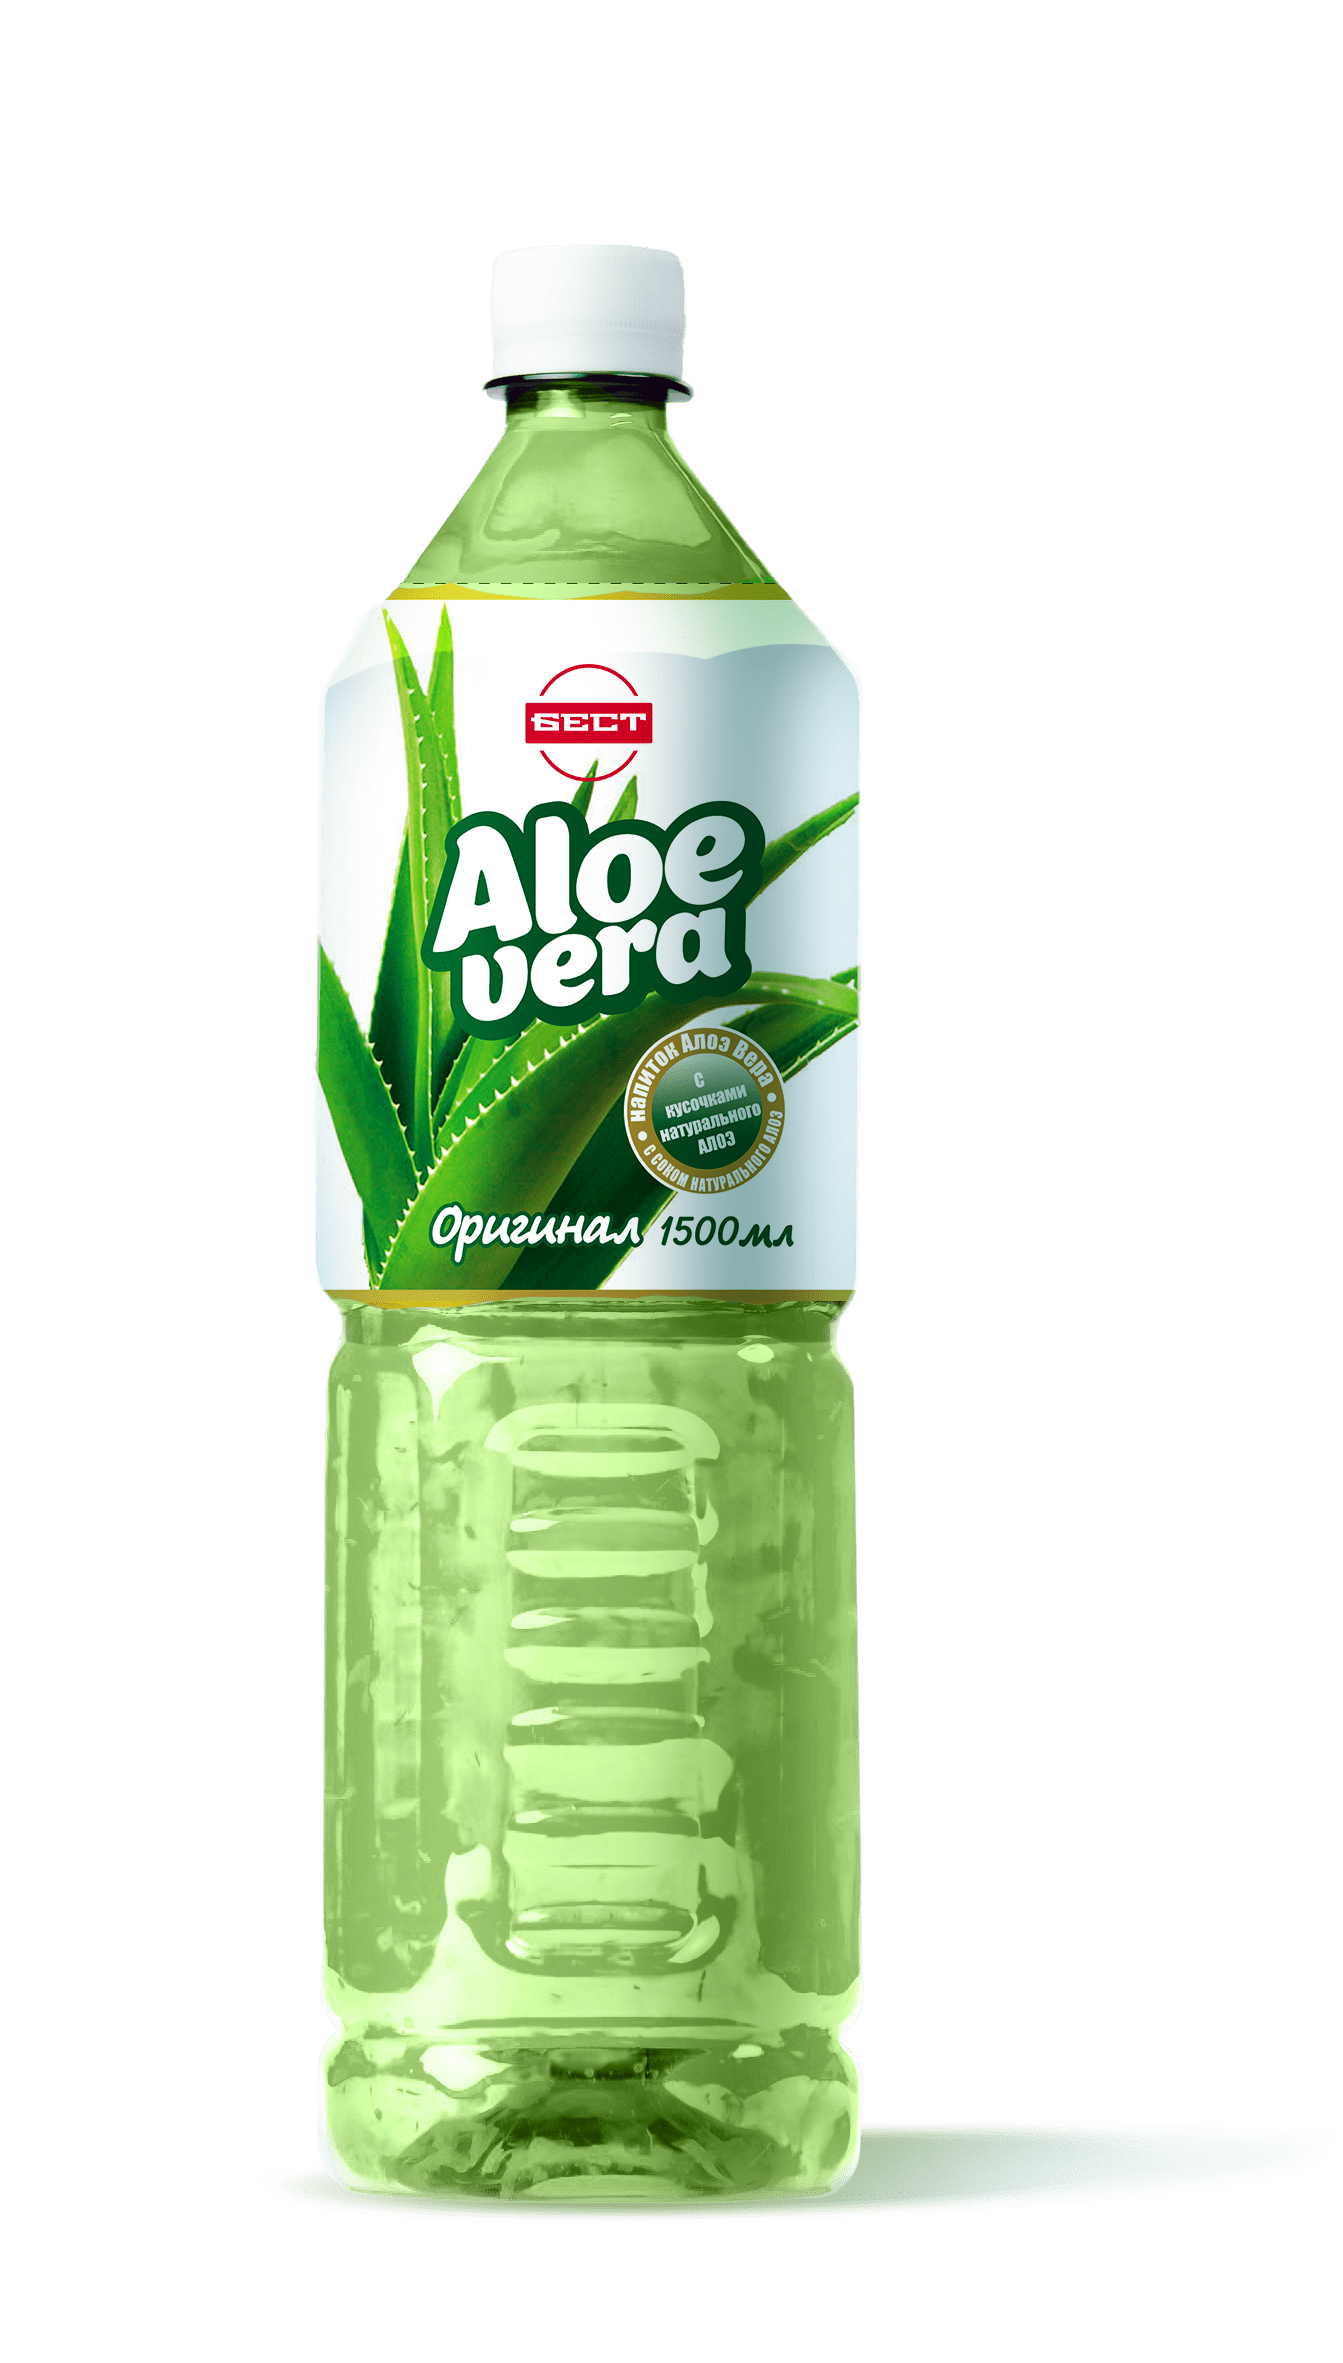 БЕСТ
Aloe
vera
напиток Алоэ Вера
с
кусочками
натурального
АЛОЭ
с соком натурального алоэ
Оригинал 1500мл